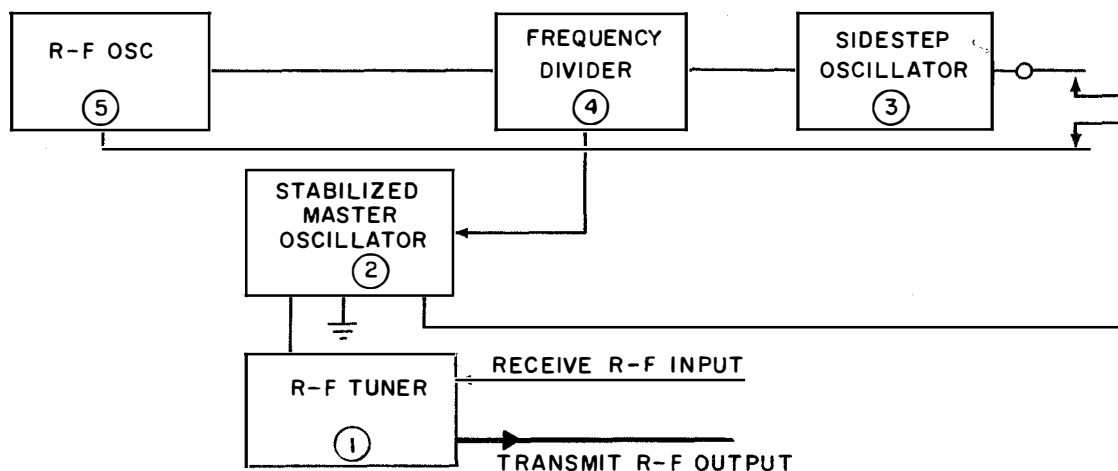 R-F OSC
5
FREQUENCY
DIVIDER
4
SIDESTEP
OSCILLATOR
3
STABILIZED
MASTER
OSCILLATOR
2
R-F TUNER
1
RECEIVE R-F INPUT
TRANSMIT R-F OUTPUT